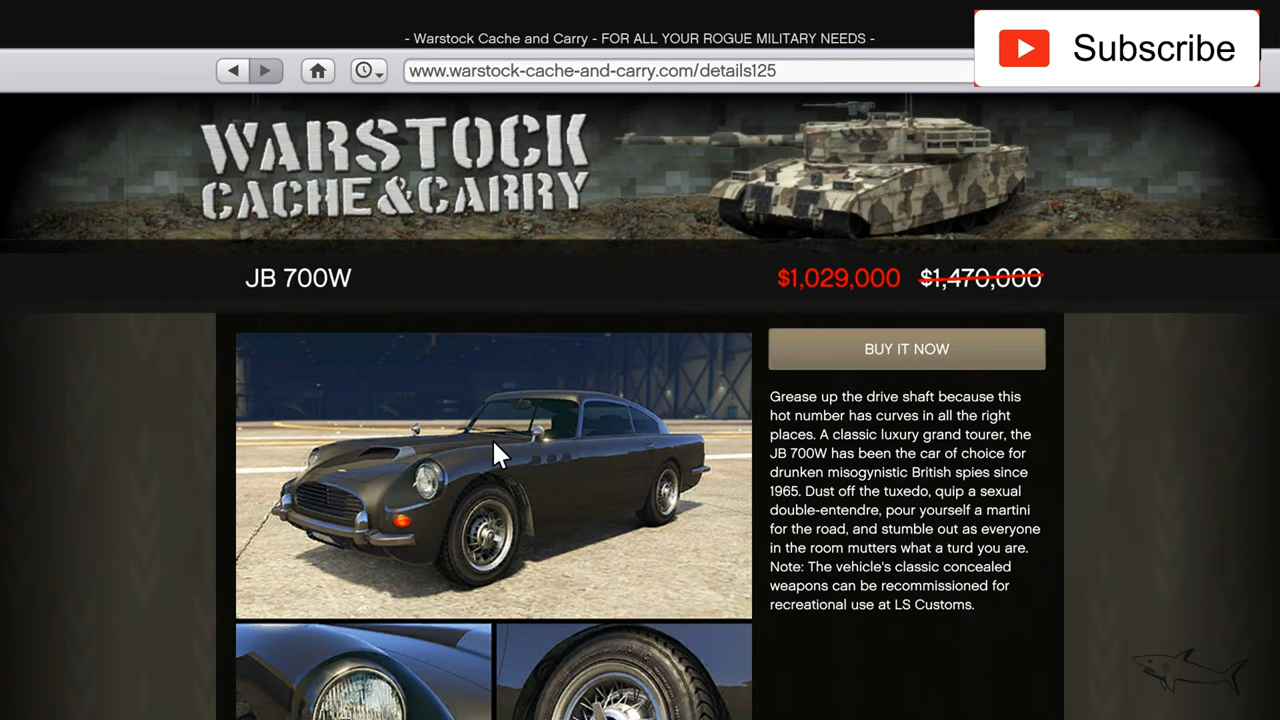 - Warstock Cache and Carry - FOR ALL YOUR ROGUE MILITARY NEEDS -
Subscribe
www.warstock-cache-and-carry.com/details125
WARSTOCK
CACHE&CARRY
JB 700W
$1,029,000 $1,470,000
BUY IT NOW
Grease up the drive shaft because this
hot number has curves in all the right
places. A classic luxury grand tourer, the
JB 700W has been the car of choice for
drunken misogynistic British spies since
1965. Dust off the tuxedo, quip a sexual
double-entendre, pour yourself a martini
for the road, and stumble out as everyone
in the room mutters what a turd you are.
Note: The vehicle's classic concealed
weapons can be recommissioned for
recreational use at LS Customs.